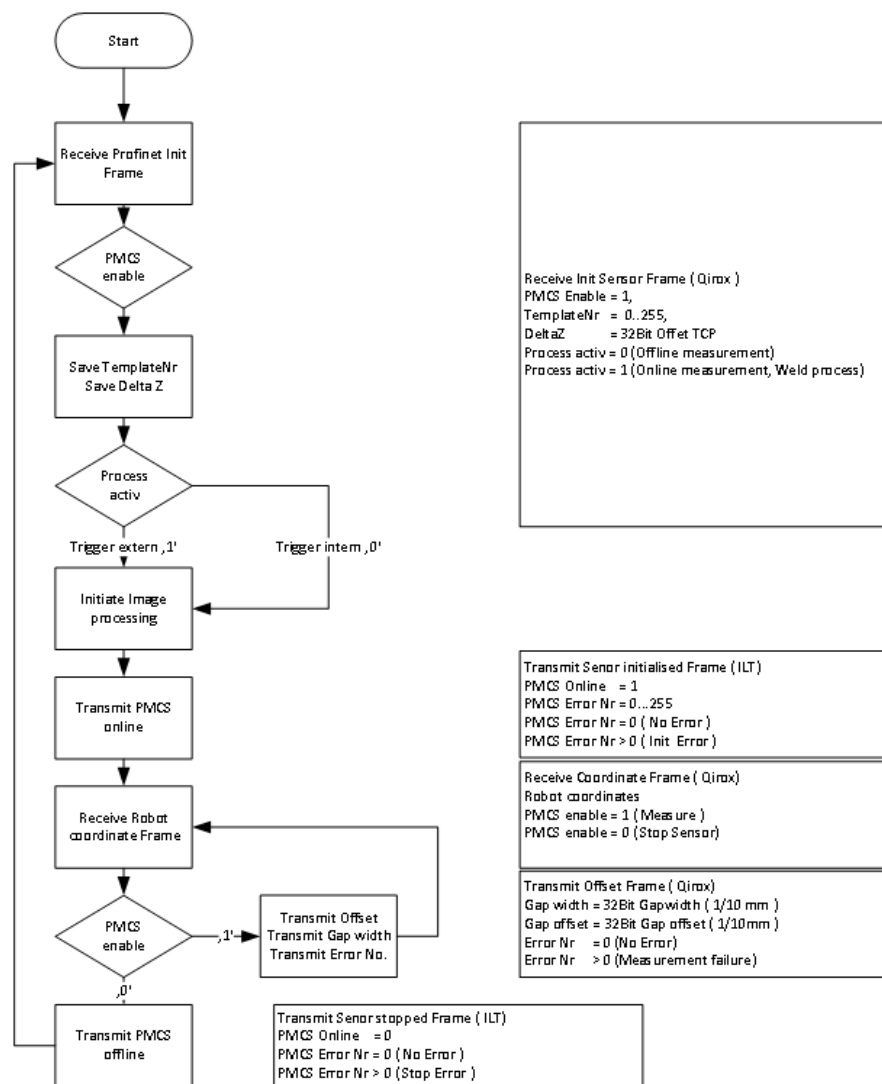 Start
Receive Profinet Init
Frame
PMCS
enable
Save TemplateNr
Save Delta Z
Process
activ
Trigger extern ‚1'
Trigger intern ‚0'
Initiate Image
processing
Transmit PMCS
online
Receive Robot
coordinate Frame
PMCS
enable
‚1'
Transmit Offset
Transmit Gap width
Transmit Error No.
‚0'
Transmit PMCS
offline
Receive Init Sensor Frame ( Qirox )
PMCS Enable = 1,
TemplateNr = 0..255,
DeltaZ = 32Bit Offet TCP
Process activ = 0 (Offline measurement)
Process activ = 1 (Online measurement, Weld process)
Transmit Senor initialised Frame ( ILT)
PMCS Online = 1
PMCS Error Nr = 0...255
PMCS Error Nr = 0 ( No Error )
PMCS Error Nr > 0 ( Init Error )
Receive Coordinate Frame ( Qirox)
Robot coordinates
PMCS enable = 1 ( Measure )
PMCS enable = 0 (Stop Sensor)
Transmit Offset Frame ( Qirox)
Gap width = 32Bit Gapwidth ( 1/10 mm )
Gap offset = 32Bit Gap offset ( 1/10mm )
Error Nr = 0 (No Error)
Error Nr > 0 (Measurement failure)
Transmit Senor stopped Frame ( ILT)
PMCS Online = 0
PMCS Error Nr = 0 ( No Error )
PMCS Error Nr > 0 (Stop Error )